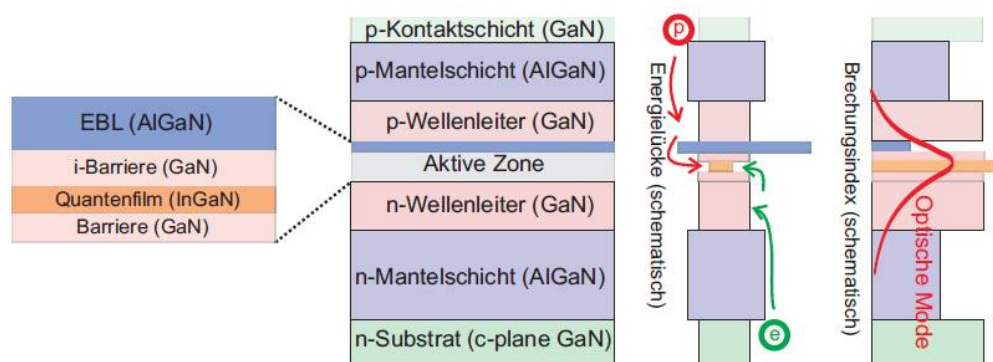 p-Kontaktschicht (GaN)
p-Mantelschicht (AlGaN)
p-Wellenleiter (GaN)
Aktive Zone
n-Wellenleiter (GaN)
n-Mantelschicht (AlGaN)
n-Substrat (c-plane GaN)
EBL (AlGaN)
i-Barriere (GaN)
Quantenfilm (InGaN)
Barriere (GaN)
p
Energielücke (schematisch)
e
Brechungsindex (schematisch)
Optische Mode